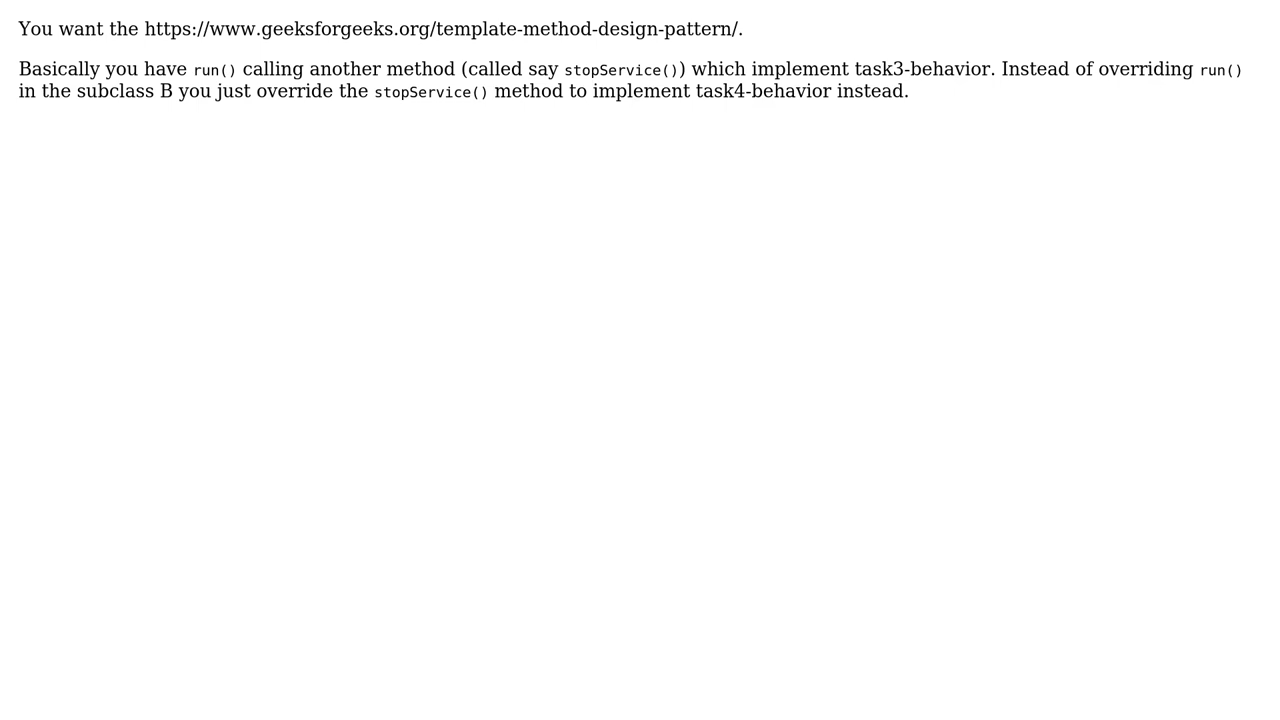 You want the https://www.geeksforgeeks.org/template-method-design-pattern/.
Basically you have run() calling another method (called say stopService()) which implement task3-behavior. Instead of overriding run()
in the subclass B you just override the stopService() method to implement task4-behavior instead.